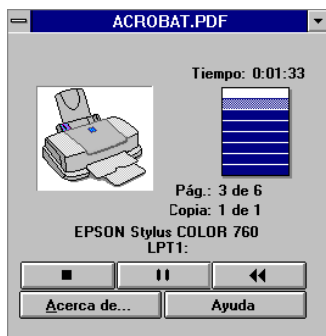 ACROBAT.PDF
Tiempo: 0:01:33
Pág.: 3 de 6
Copia: 1 de 1
EPSON Stylus COLOR 760
LPT1:
Acerca de...
Ayuda